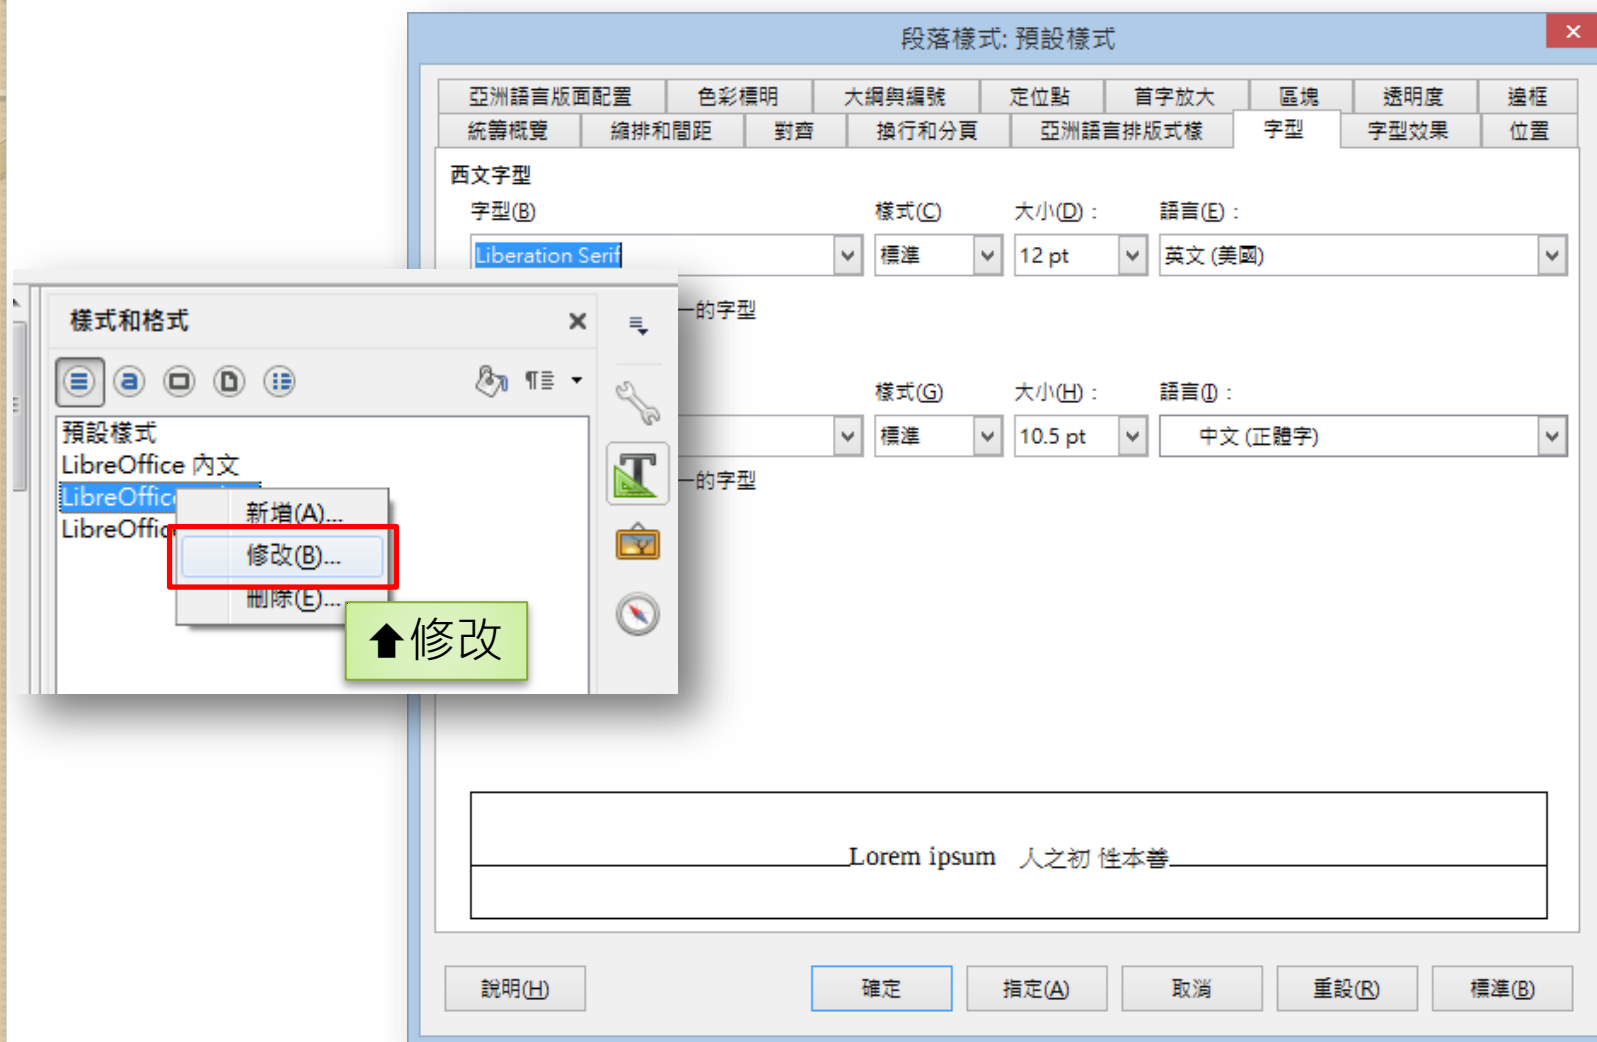 段落樣式: 預設樣式
亞洲語言版面配置 色彩標明 大綱與編號 定位點 首字放大 區塊 透明度 邊框
統籌概覽 縮排和間距 對齊 換行和分頁 亞洲語言排版式樣 字型 字型效果 位置
西文字型
字型(B) 樣式(C) 大小(D)： 語言(E)：
Liberation Serif 標準 12 pt 英文 (美國)
一的字型
樣式(G) 大小(H)： 語言(I)：
標準 10.5 pt 中文 (正體字)
一的字型
樣式和格式
預設樣式
LibreOffice 內文
LibreOffic
LibreOffic
新增(A)...
修改(B)...
刪除(E)...
⬆修改
Lorem ipsum 人之初 性本善
說明(H) 確定 指定(A) 取消 重設(R) 標準(B)